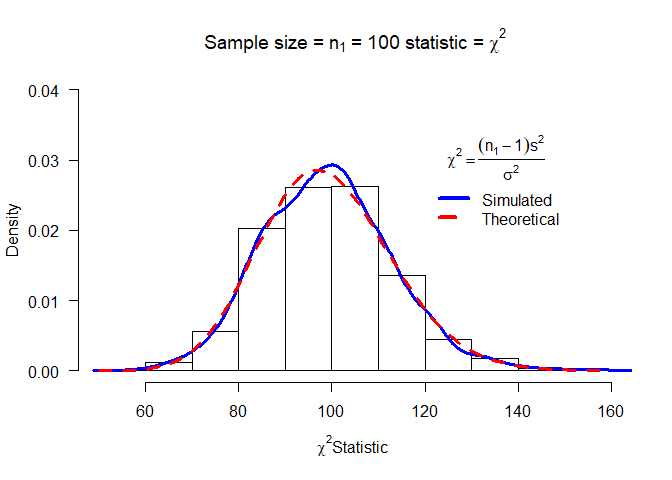 Sample size = n₁ = 100 statistic = χ²
0.04
0.03
0.02
0.01
0.00
Density
χ² = (n₁ − 1)s² / σ²
Simulated
Theoretical
60 80 100 120 140 160
χ²Statistic